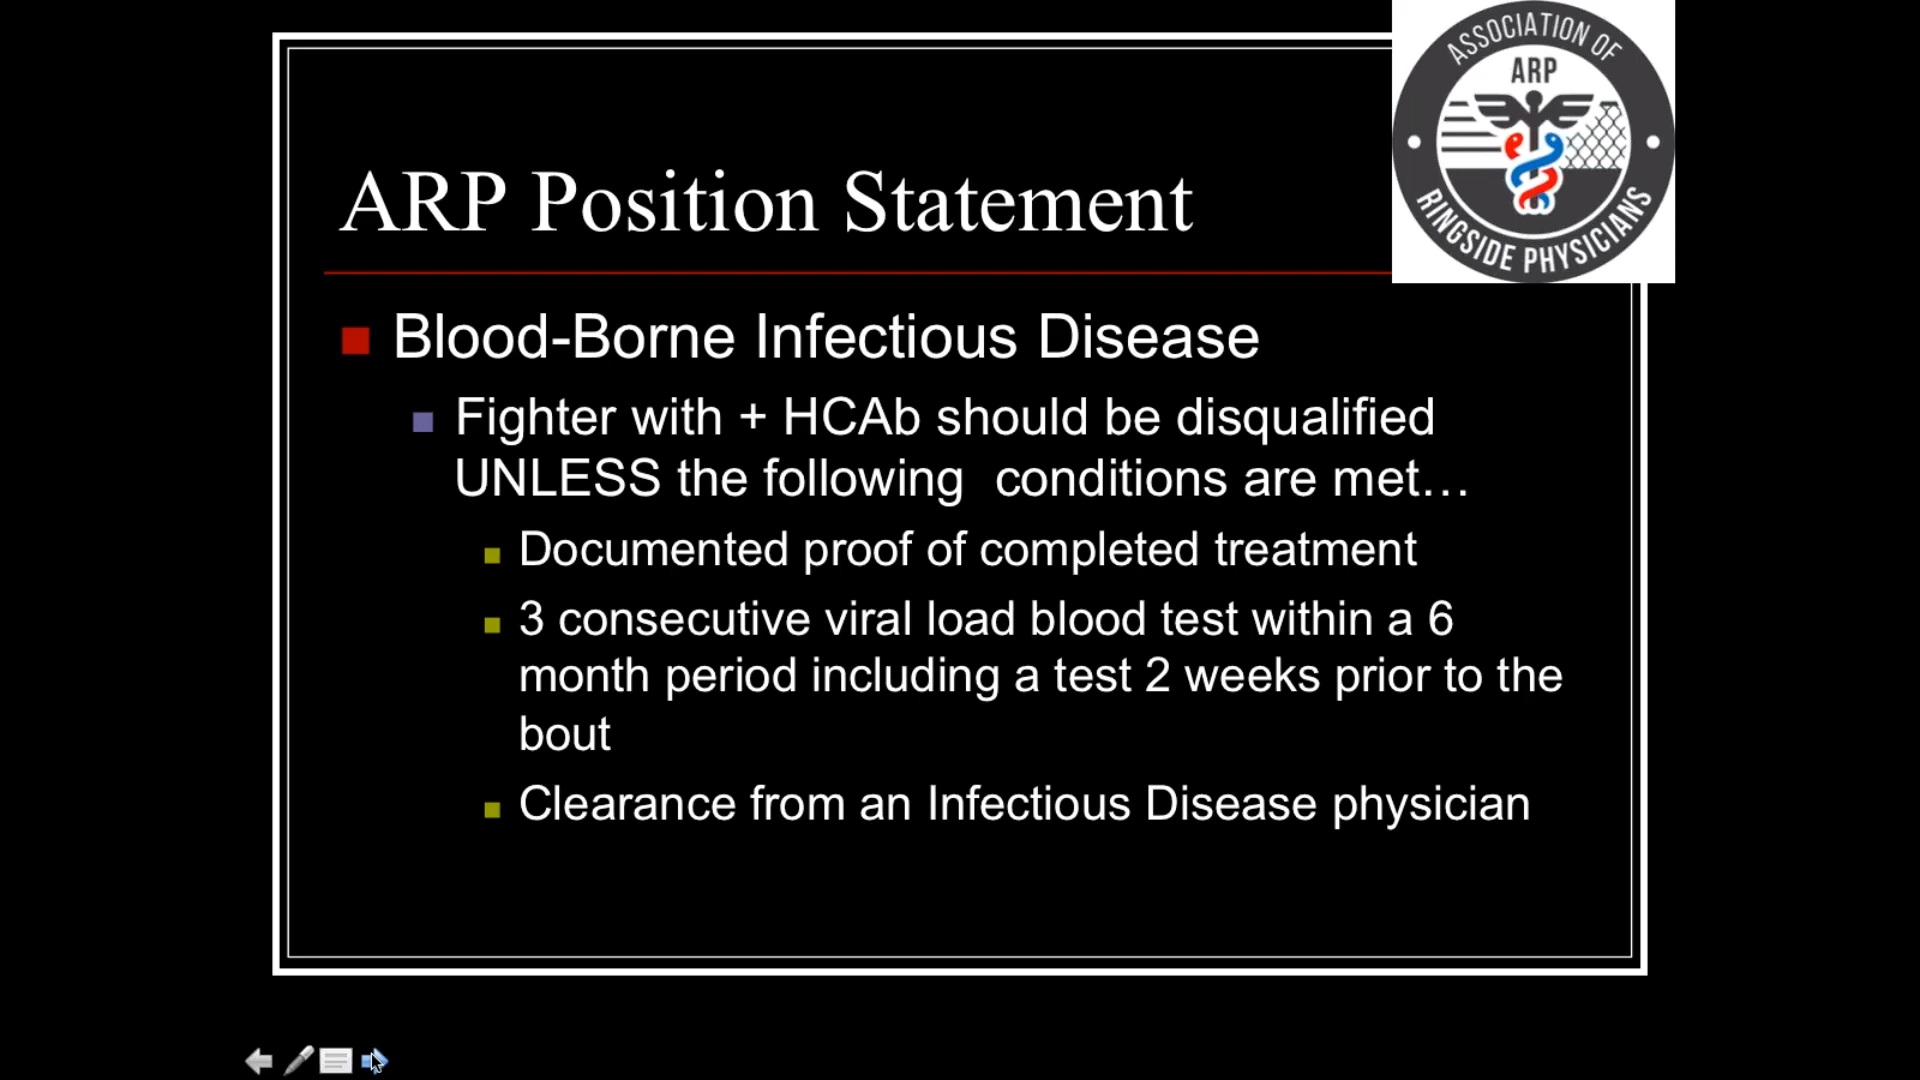 ASSOCIATION OF
ARP
RINGSIDE PHYSICIANS
ARP Position Statement
Blood-Borne Infectious Disease
Fighter with + HCAb should be disqualified
UNLESS the following  conditions are met…
Documented proof of completed treatment
3 consecutive viral load blood test within a 6
month period including a test 2 weeks prior to the
bout
Clearance from an Infectious Disease physician